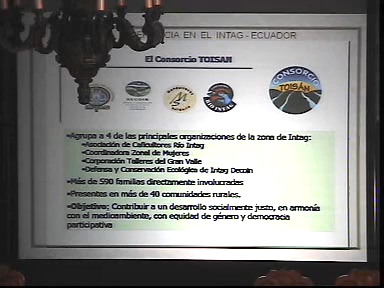 CIA EN EL INTAG - ECUADOR
El Consorcio TOISAN
DECOIN
CONSORCIO
TOISÁN
•Agrupa a 4 de las principales organizaciones de la zona de Intag:
•Asociación de Caficultores Río Intag
•Coordinadora Zonal de Mujeres
•Corporación Talleres del Gran Valle
•Defensa y Conservación Ecológica de Intag Decoin
•Más de 590 familias directamente involucradas
•Presentes en más de 40 comunidades rurales.
•Objetivo: Contribuir a un desarrollo socialmente justo, en armonía
con el medioambiente, con equidad de género y democracia
participativa